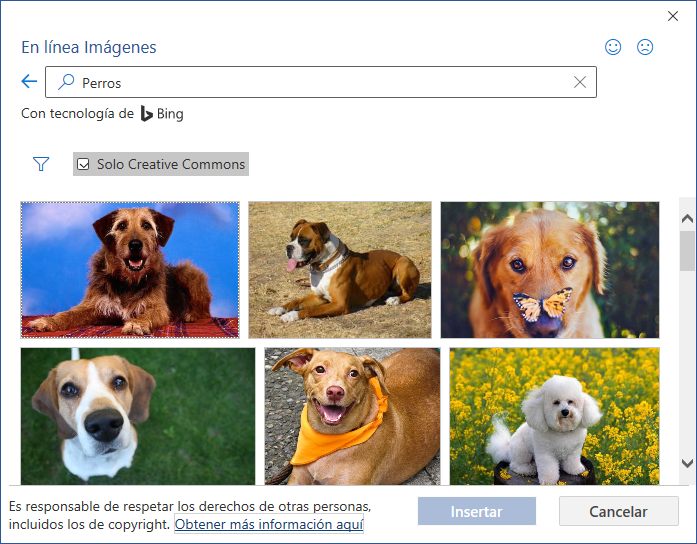 En línea Imágenes
Perros
Con tecnología de Bing
Solo Creative Commons
Es responsable de respetar los derechos de otras personas,
incluidos los de copyright. Obtener más información aquí
Insertar
Cancelar